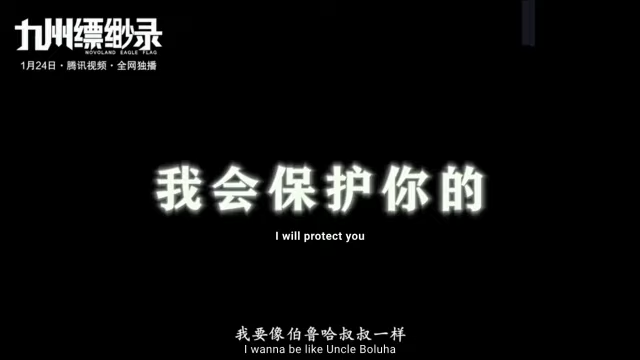 九州缥缈录
NOVOLAND EAGLE FLAG
1月24日·腾讯视频·全网独播
我会保护你的
I will protect you
我要像伯鲁哈叔叔一样
I wanna be like Uncle Boluha